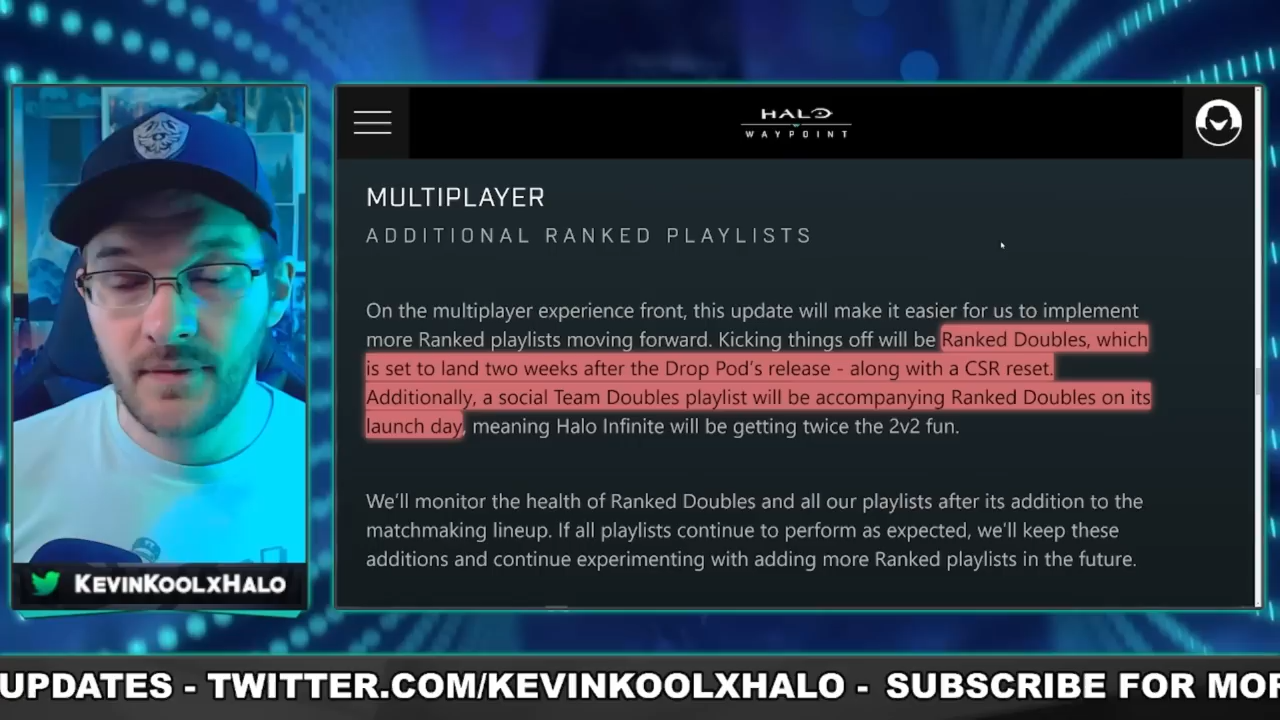 HALO
WAYPOINT
MULTIPLAYER
ADDITIONAL RANKED PLAYLISTS
On the multiplayer experience front, this update will make it easier for us to implement
more Ranked playlists moving forward. Kicking things off will be Ranked Doubles, which
is set to land two weeks after the Drop Pod’s release - along with a CSR reset.
Additionally, a social Team Doubles playlist will be accompanying Ranked Doubles on its
launch day, meaning Halo Infinite will be getting twice the 2v2 fun.
We’ll monitor the health of Ranked Doubles and all our playlists after its addition to the
matchmaking lineup. If all playlists continue to perform as expected, we’ll keep these
additions and continue experimenting with adding more Ranked playlists in the future.
KEVINKOOLXHALO
UPDATES - TWITTER.COM/KEVINKOOLXHALO - SUBSCRIBE FOR MOR